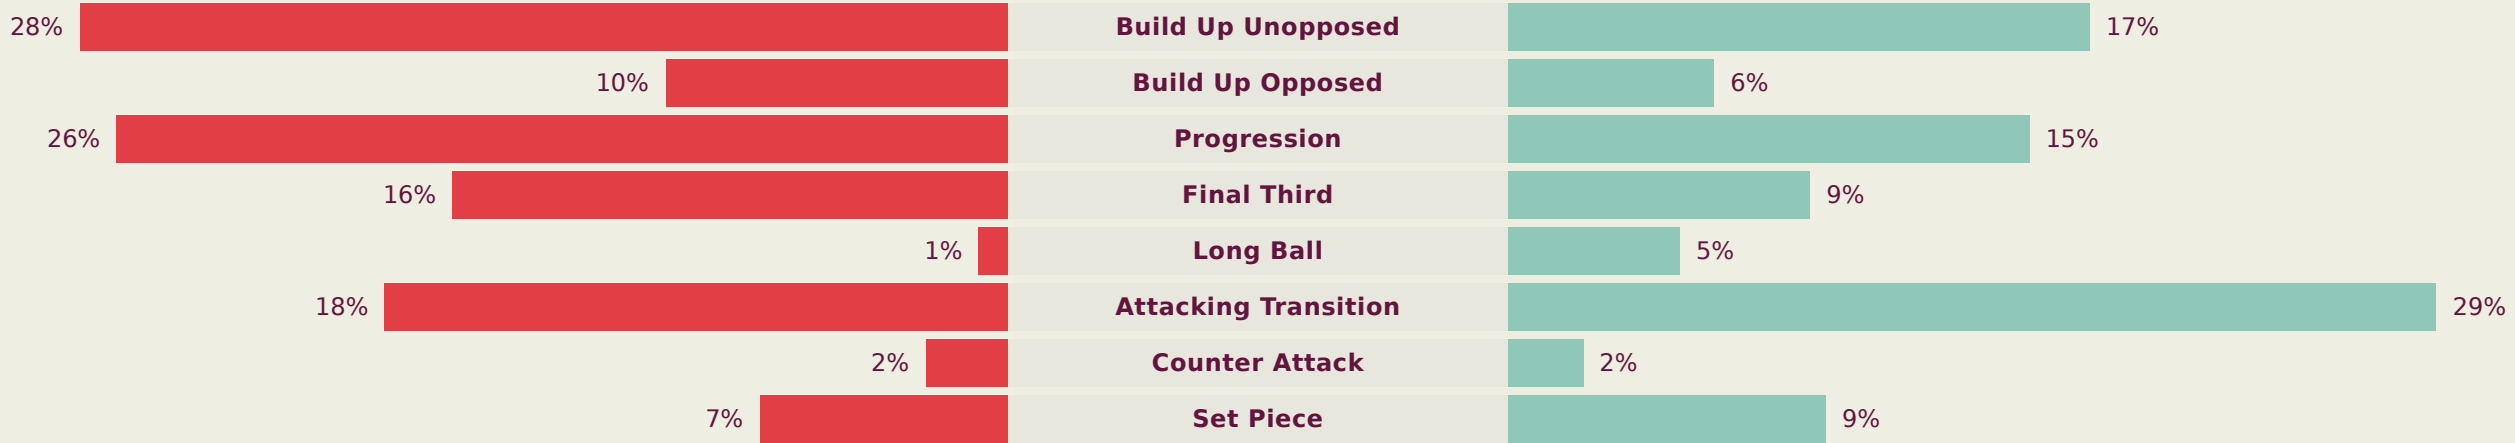 28% Build Up Unopposed 17%
10% Build Up Opposed 6%
26% Progression 15%
16% Final Third 9%
1% Long Ball 5%
18% Attacking Transition 29%
2% Counter Attack 2%
7% Set Piece 9%